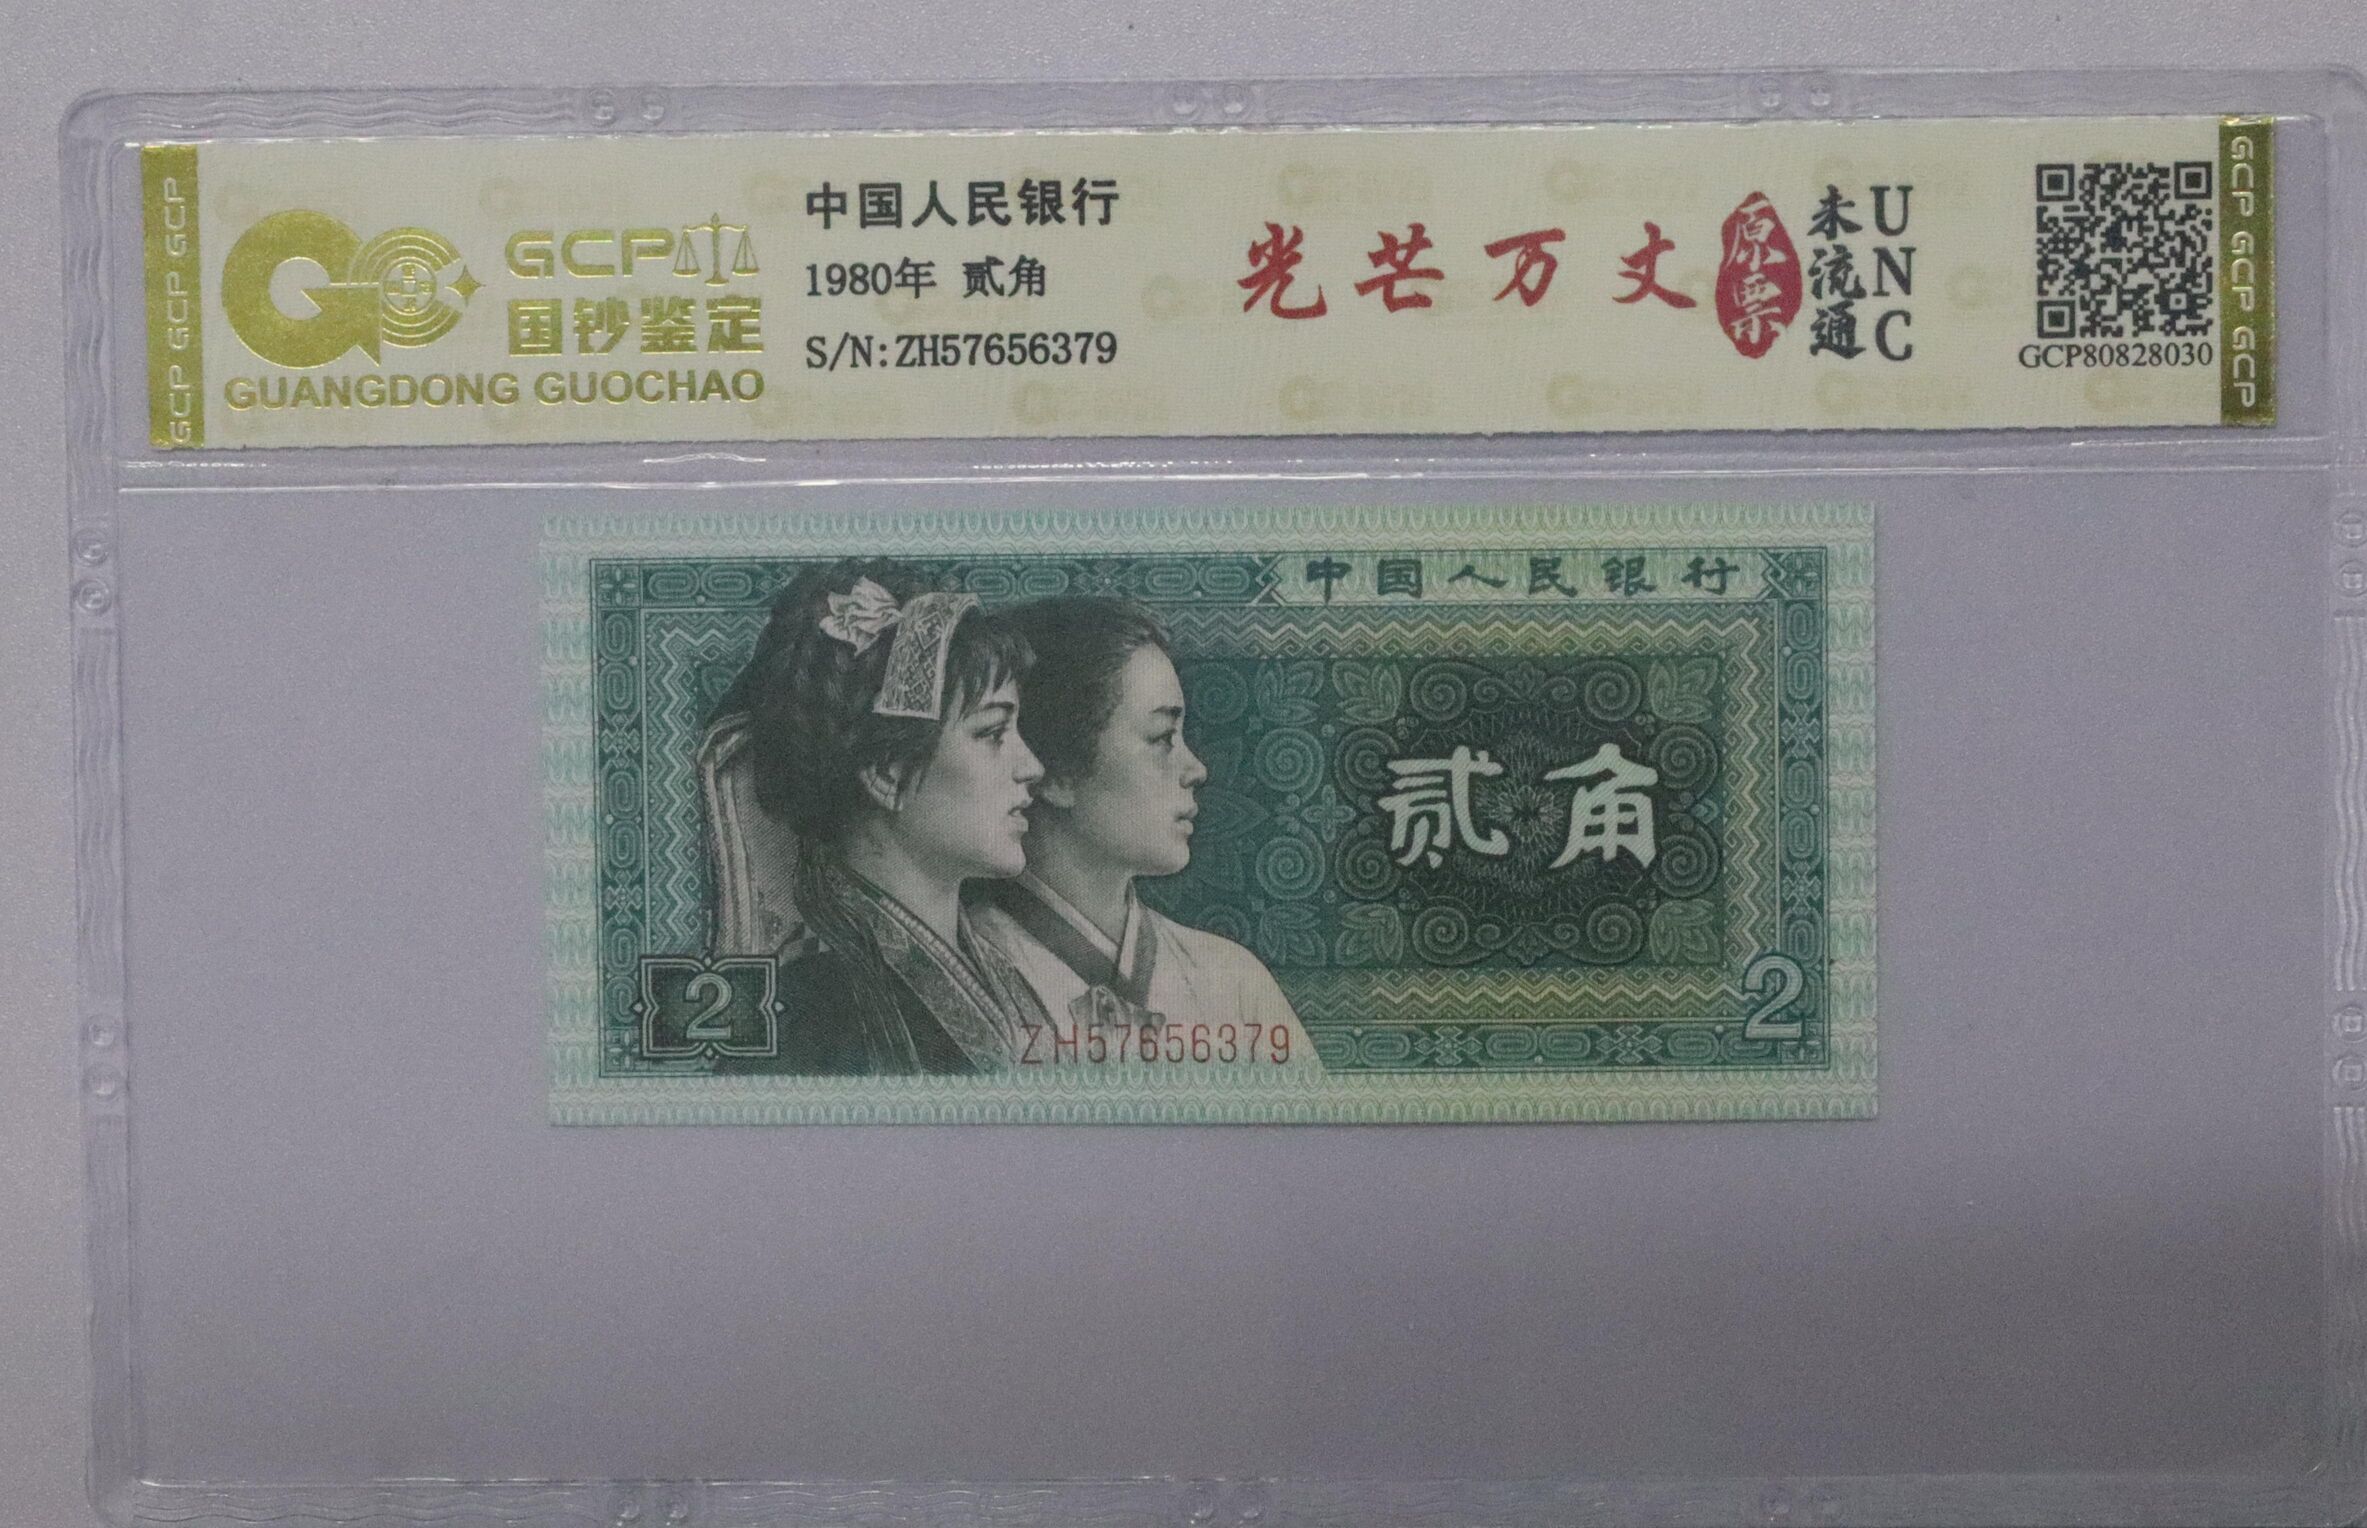 GCP GCP GCP
GCP
国钞鉴定
GUANGDONG GUOCHAO
中国人民银行
1980年 贰角
S/N:ZH57656379
光芒万丈
原票
未流通
UNC
GCP80828030
GCP GCP GCP
中国人民银行
贰角
2
2
ZH57656379